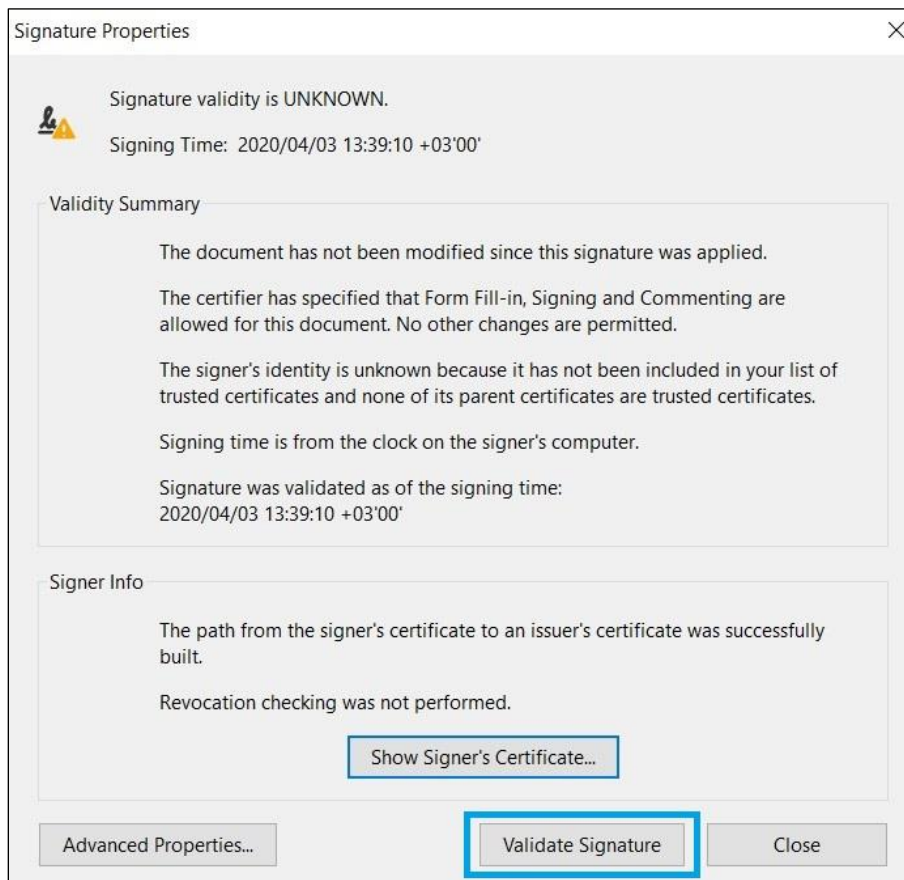 Signature Properties
Signature validity is UNKNOWN.
Signing Time: 2020/04/03 13:39:10 +03'00'
Validity Summary
The document has not been modified since this signature was applied.
The certifier has specified that Form Fill-in, Signing and Commenting are
allowed for this document. No other changes are permitted.
The signer's identity is unknown because it has not been included in your list of
trusted certificates and none of its parent certificates are trusted certificates.
Signing time is from the clock on the signer's computer.
Signature was validated as of the signing time:
2020/04/03 13:39:10 +03'00'
Signer Info
The path from the signer's certificate to an issuer's certificate was successfully
built.
Revocation checking was not performed.
Show Signer's Certificate...
Advanced Properties...
Validate Signature
Close